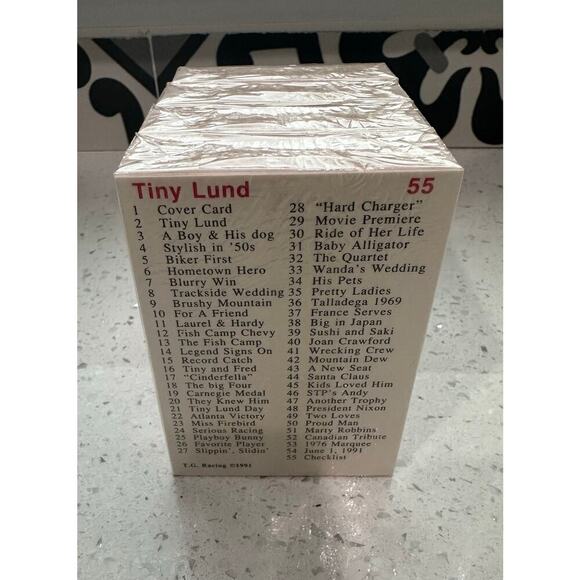 Tiny Lund 55
1 Cover Card
2 Tiny Lund
3 A Boy & His dog
4 Stylish in '50s
5 Biker First
6 Hometown Hero
7 Blurry Win
8 Trackside Wedding
9 Brushy Mountain
10 For A Friend
11 Laurel & Hardy
12 Fish Camp Chevy
13 The Fish Camp
14 Legend Signs On
15 Record Catch
16 Tiny and Fred
17 "Cinderfella"
18 The big Four
19 Carnegie Medal
20 They Knew Him
21 Tiny Lund Day
22 Atlanta Victory
23 Miss Firebird
24 Serious Racing
25 Playboy Bunny
26 Favorite Player
27 Slippin', Slidin'
28 "Hard Charger"
29 Movie Premiere
30 Ride of Her Life
31 Baby Alligator
32 The Quartet
33 Wanda's Wedding
34 His Pets
35 Pretty Ladies
36 Talladega 1969
37 France Serves
38 Big in Japan
39 Sushi and Saki
40 Joan Crawford
41 Wrecking Crew
42 Mountain Dew
43 A New Seat
44 Santa Claus
45 Kids Loved Him
46 STP's Andy
47 Another Trophy
48 President Nixon
49 Two Loves
50 Proud Man
51 Marty Robbins
52 Canadian Tribute
53 1976 Marquee
54 June 1, 1991
55 Checklist
T.G. Racing ©1991